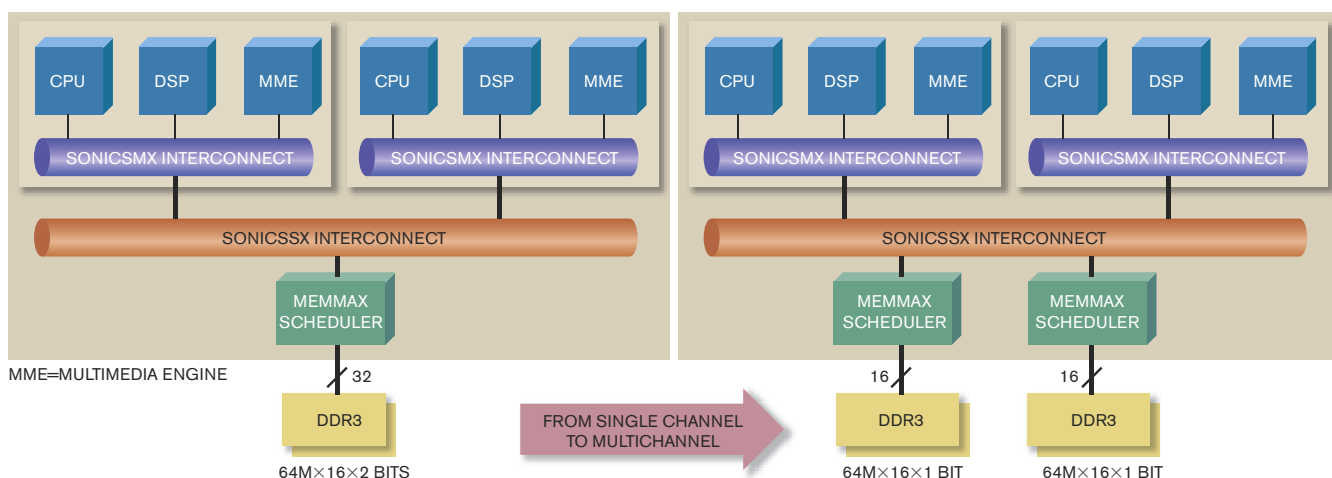 CPU DSP MME CPU DSP MME
SONICSMX INTERCONNECT SONICSMX INTERCONNECT
SONICSSX INTERCONNECT
MEMMAX
SCHEDULER
MME=MULTIMEDIA ENGINE
32
DDR3
64M×16×2 BITS
FROM SINGLE CHANNEL
TO MULTICHANNEL
CPU DSP MME CPU DSP MME
SONICSMX INTERCONNECT SONICSMX INTERCONNECT
SONICSSX INTERCONNECT
MEMMAX
SCHEDULER
MEMMAX
SCHEDULER
16 16
DDR3 DDR3
64M×16×1 BIT 64M×16×1 BIT